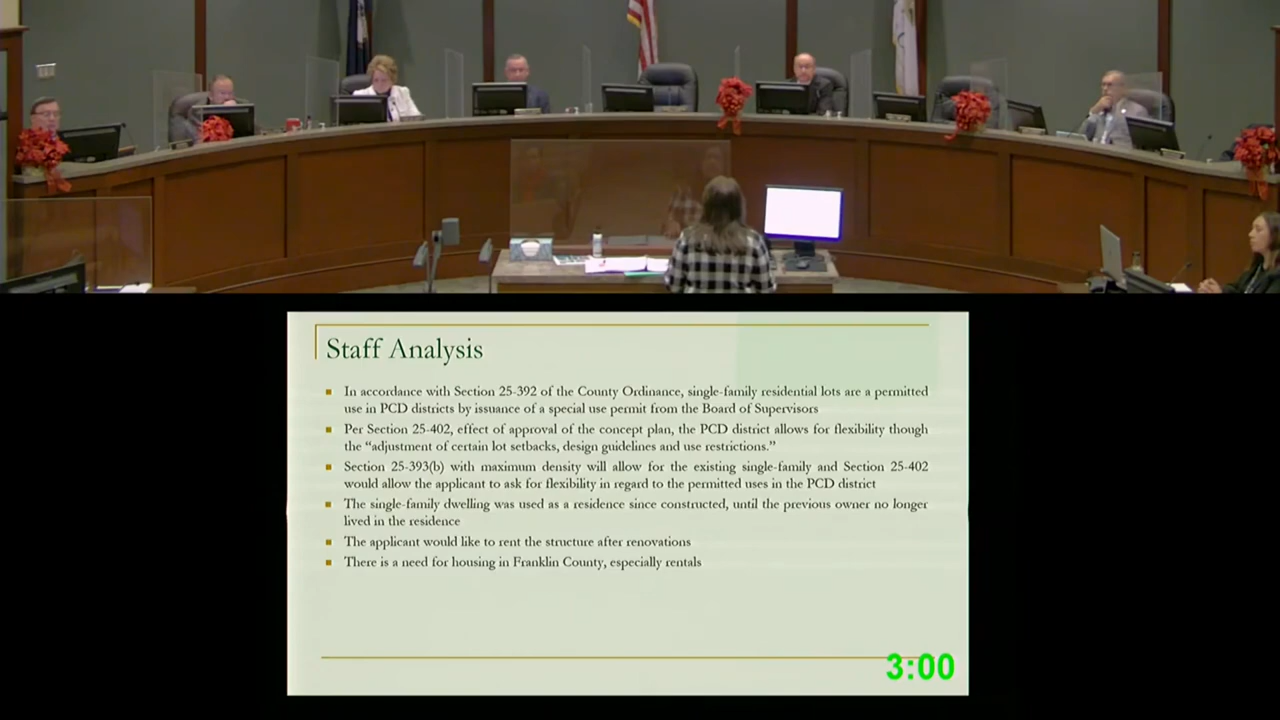 Staff Analysis
In accordance with Section 25-392 of the County Ordinance, single-family residential lots are a permitted
use in PCD districts by issuance of a special use permit from the Board of Supervisors
Per Section 25-402, effect of approval of the concept plan, the PCD district allows for flexibility though
the “adjustment of certain lot setbacks, design guidelines and use restrictions.”
Section 25-393(b) with maximum density will allow for the existing single-family and Section 25-402
would allow the applicant to ask for flexibility in regard to the permitted uses in the PCD district
The single-family dwelling was used as a residence since constructed, until the previous owner no longer
lived in the residence
The applicant would like to rent the structure after renovations
There is a need for housing in Franklin County, especially rentals
3:00